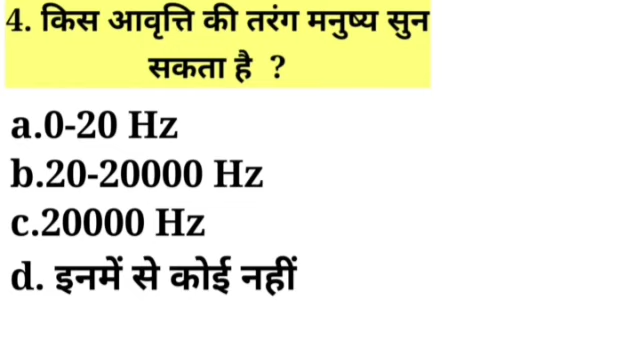 4. किस आवृत्ति की तरंग मनुष्य सुन
सकता है ?
a.0-20 Hz
b.20-20000 Hz
c.20000 Hz
d. इनमें से कोई नहीं